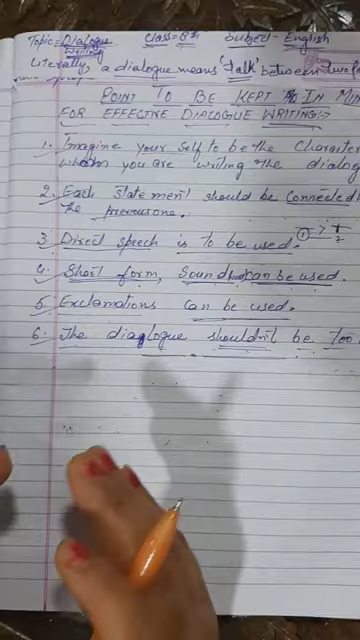 Topic:- Dialogue Writing Class= 8th Subject - English
Literally, a dialogue means 'talk' between two
POINT TO BE KEPT IN
FOR EFFECTIVE DIALOGUE WRITING:-
1. Imagine your self to be the character
whom you are writing the dialog
2. Each statement should be connected
the previous one.
3. Direct speech is to be used.
4. Short form, Sound can be used.
5. Exclamations can be used.
6. The dialogue shouldn't be too